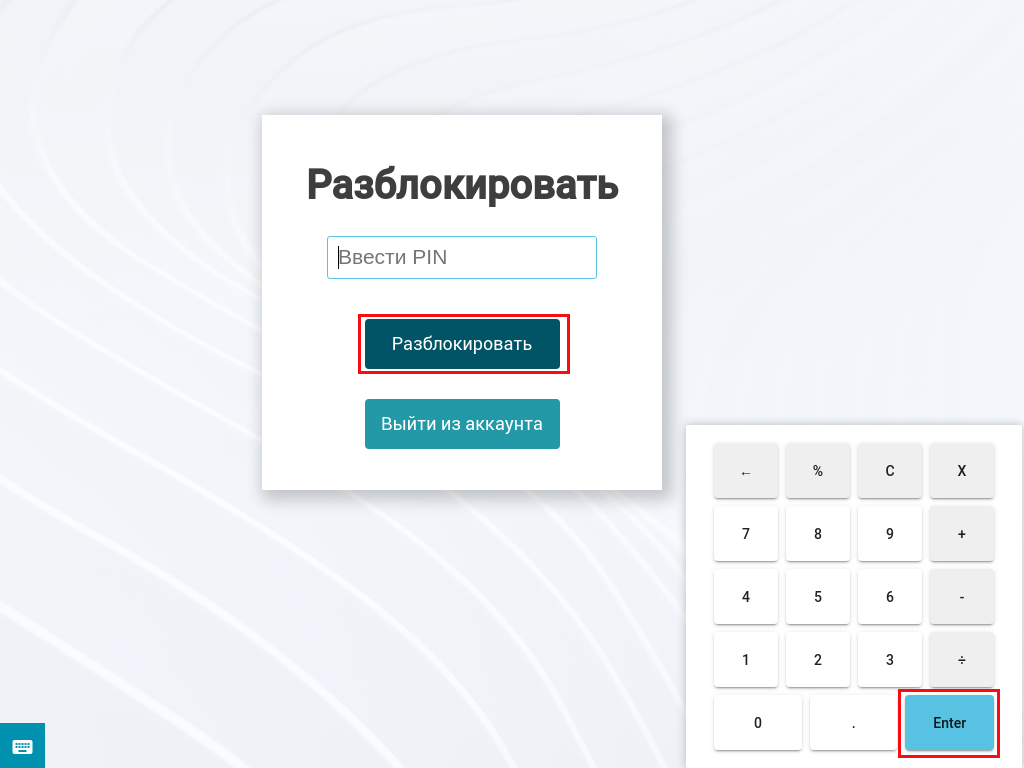 Разблокировать
Ввести PIN
Разблокировать
Выйти из аккаунта
← % C X
7 8 9 +
4 5 6 -
1 2 3 ÷
0 . Enter